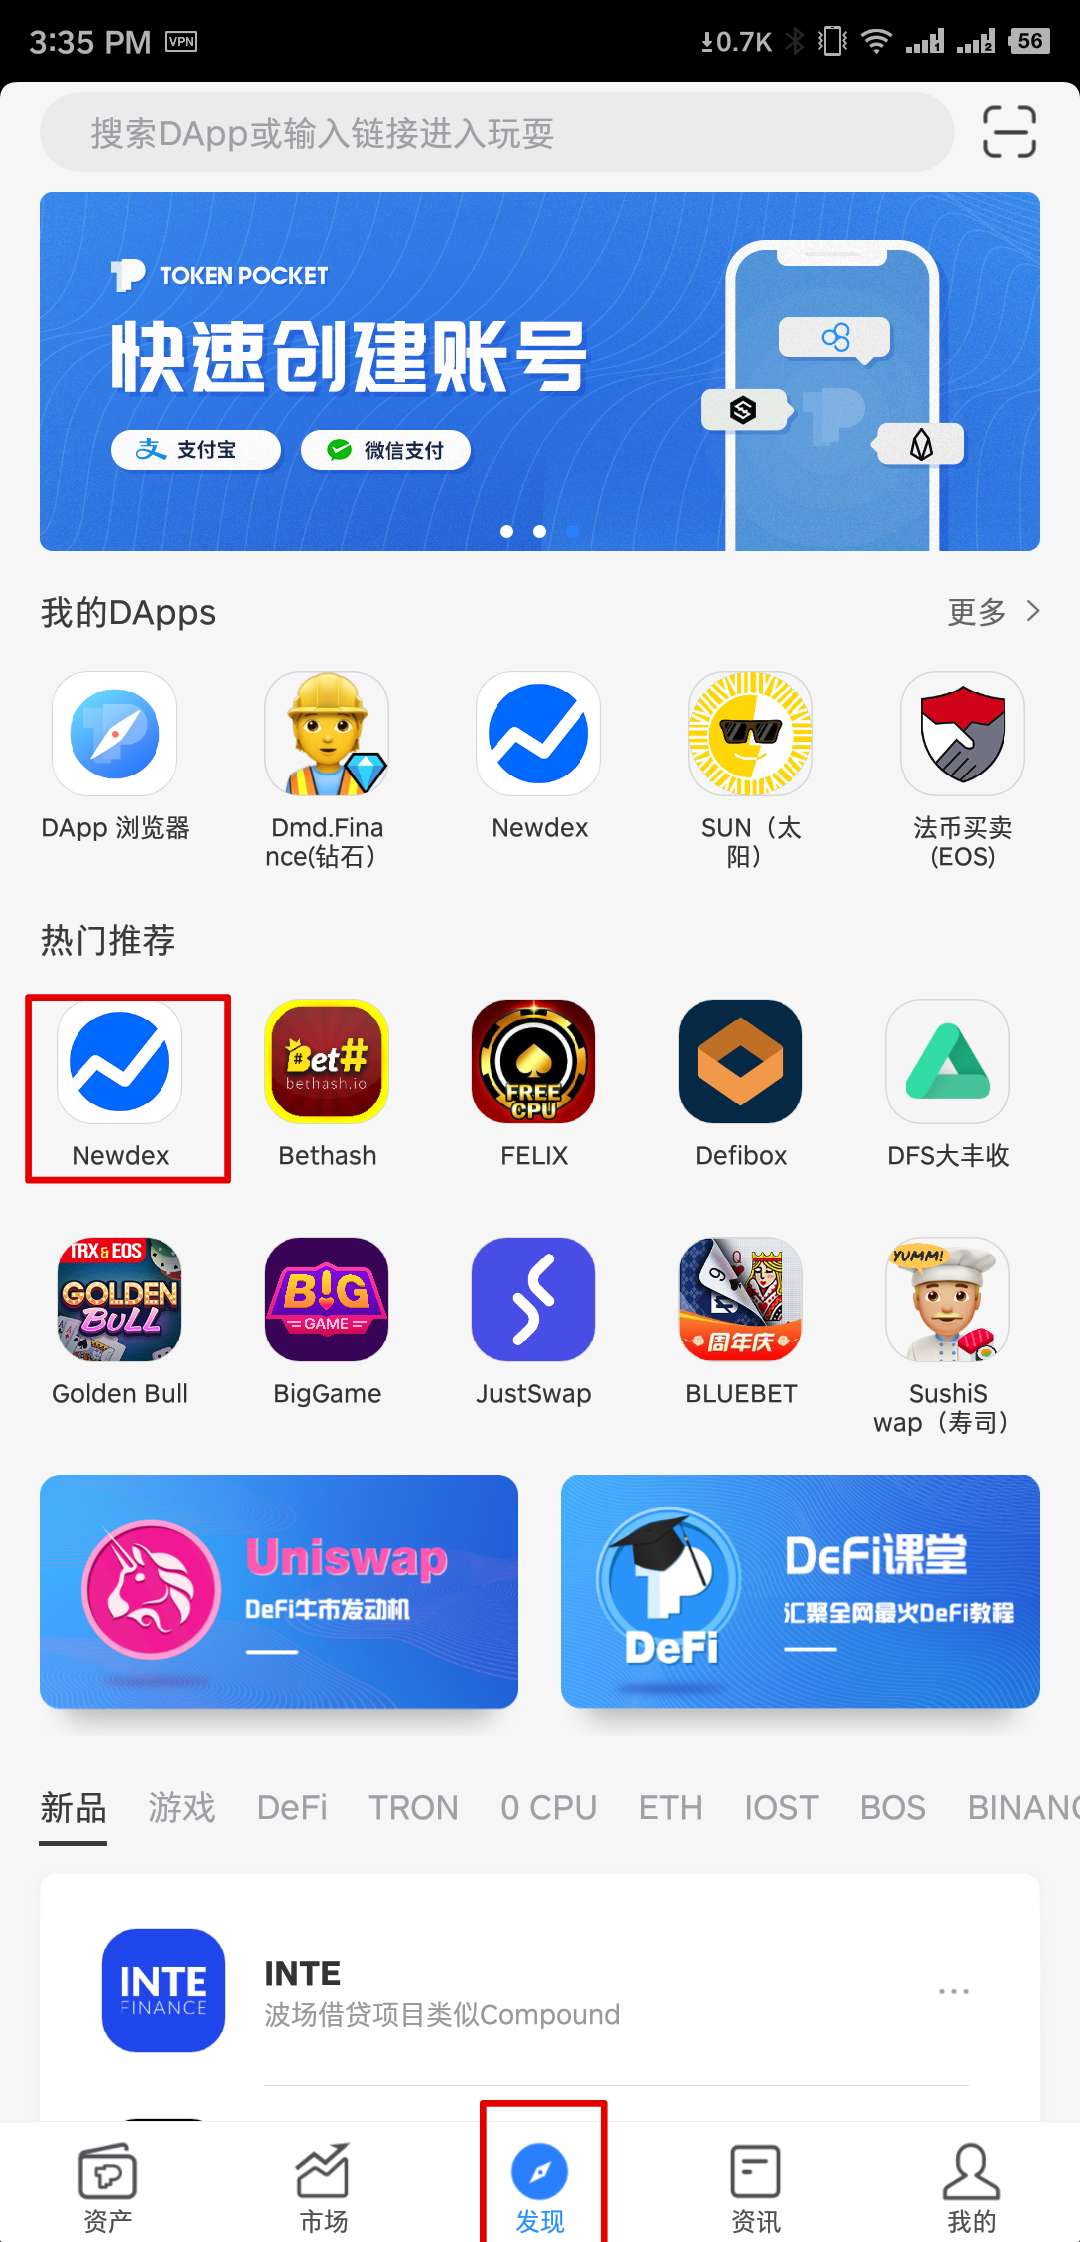 3:35 PM VPN 0.7K 1 2 56
搜索DApp或输入链接进入玩耍
TOKEN POCKET
快速创建账号
支付宝 微信支付
我的DApps 更多
DApp 浏览器 Dmd.Fina Newdex SUN（太 法币买卖
nce(钻石） 阳） (EOS)
热门推荐
Bet#
bethash.io
FREE
CPU
Newdex Bethash FELIX Defibox DFS大丰收
TRX & EOS
GOLDEN
BULL
B!G
GAME
周年庆
YUMM!
Golden Bull BigGame JustSwap BLUEBET SushiS
wap（寿司）
Uniswap
DeFi牛市发动机
DeFi
DeFi课堂
汇聚全网最火DeFi教程
新品 游戏 DeFi TRON 0 CPU ETH IOST BOS BINANC
INTE
FINANCE
INTE
波场借贷项目类似Compound
资产 市场 发现 资讯 我的